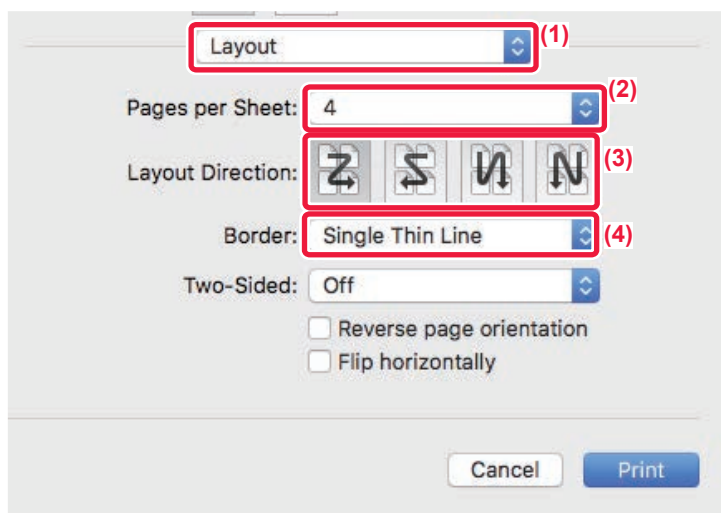 Layout (1)
Pages per Sheet: 4 (2)
Layout Direction: (3)
Border: Single Thin Line (4)
Two-Sided: Off
Reverse page orientation
Flip horizontally
Cancel Print